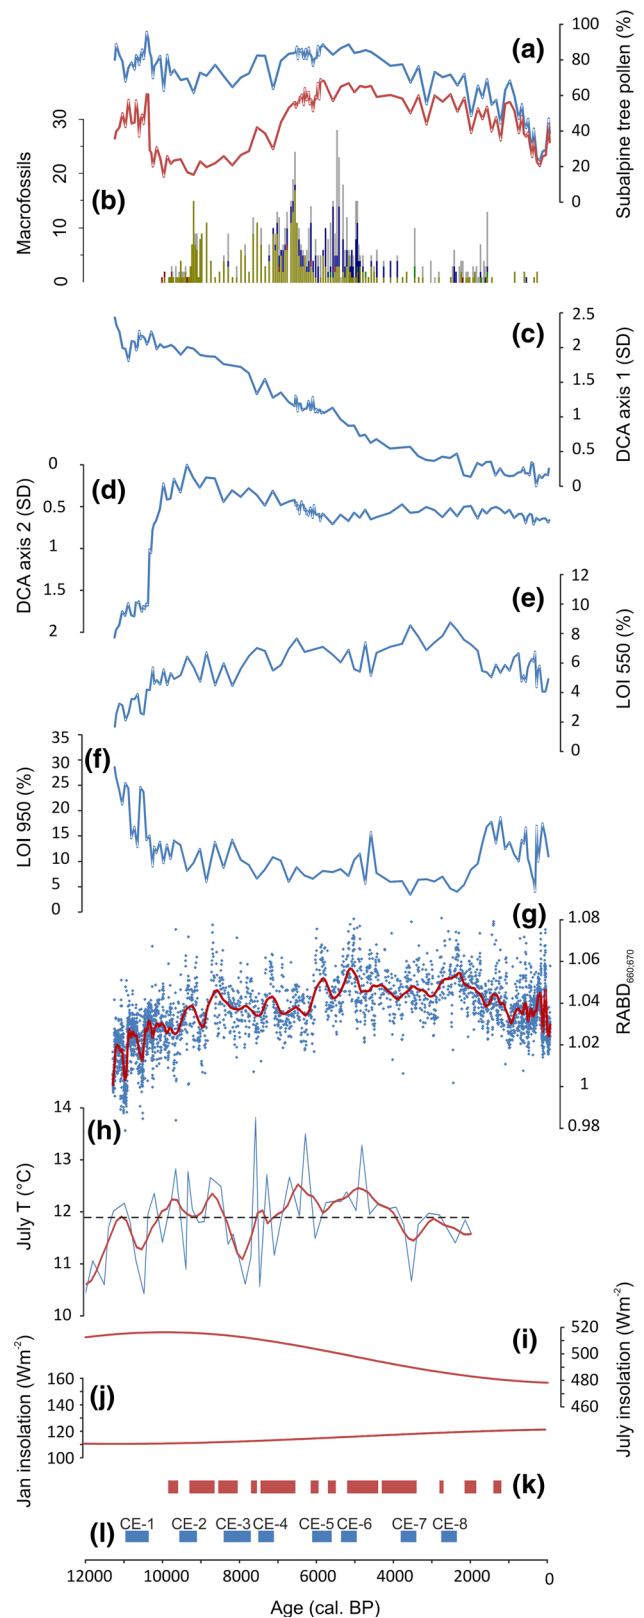 (a)
100
80
60
40
20
0
Subalpine tree pollen (%)
(b)
30
20
10
0
Macrofossils
(c)
2.5
2
1.5
1
0.5
0
DCA axis 1 (SD)
(d)
0
0.5
1
1.5
2
DCA axis 2 (SD)
(e)
12
10
8
6
4
2
0
LOI 550 (%)
(f)
35
30
25
20
15
10
5
0
LOI 950 (%)
(g)
1.08
1.06
1.04
1.02
1
0.98
RABD660;670
(h)
14
13
12
11
10
July T (°C)
(i)
520
500
480
460
July insolation (Wm-2)
(j)
160
140
120
100
Jan insolation (Wm-2)
(k)
(l)
CE-1 CE-2 CE-3 CE-4 CE-5 CE-6 CE-7 CE-8
12000 10000 8000 6000 4000 2000 0
Age (cal. BP)